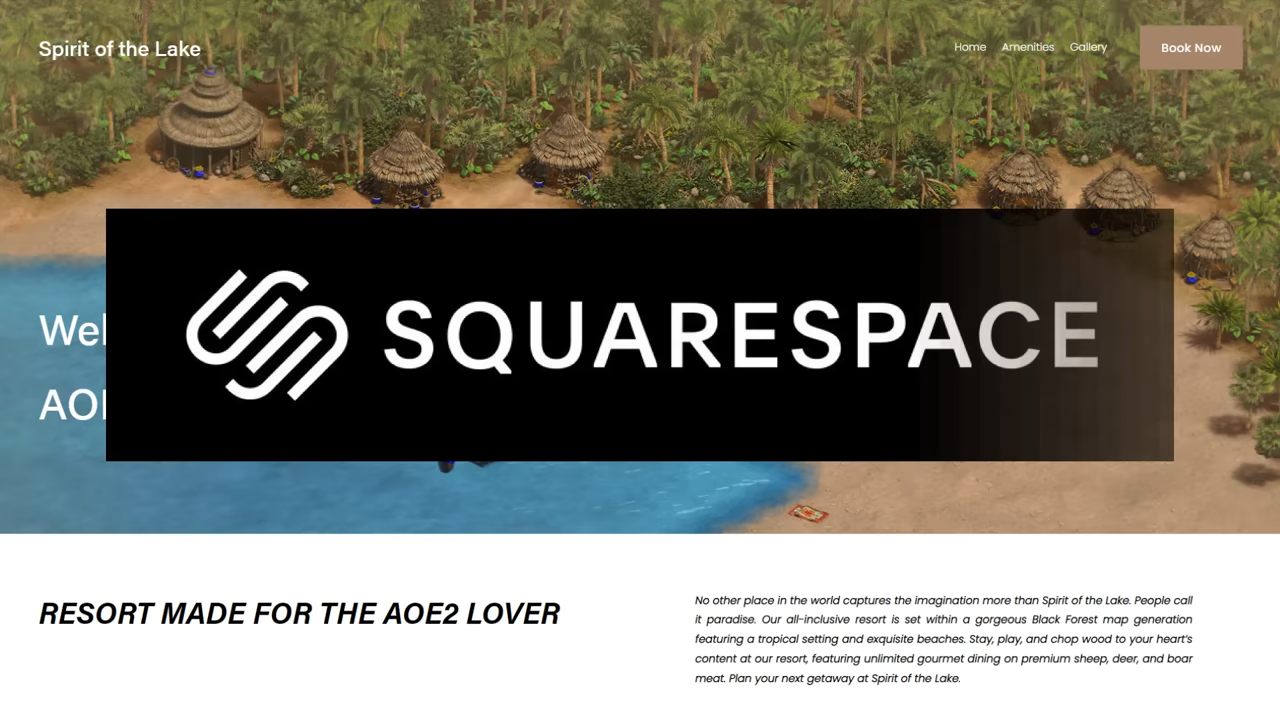 Spirit of the Lake
Home Amenities Gallery Book Now
SQUARESPACE
RESORT MADE FOR THE AOE2 LOVER
No other place in the world captures the imagination more than Spirit of the Lake. People call
it paradise. Our all-inclusive resort is set within a gorgeous Black Forest map generation
featuring a tropical setting and exquisite beaches. Stay, play, and chop wood to your heart's
content at our resort, featuring unlimited gourmet dining on premium sheep, deer, and boar
meat. Plan your next getaway at Spirit of the Lake.